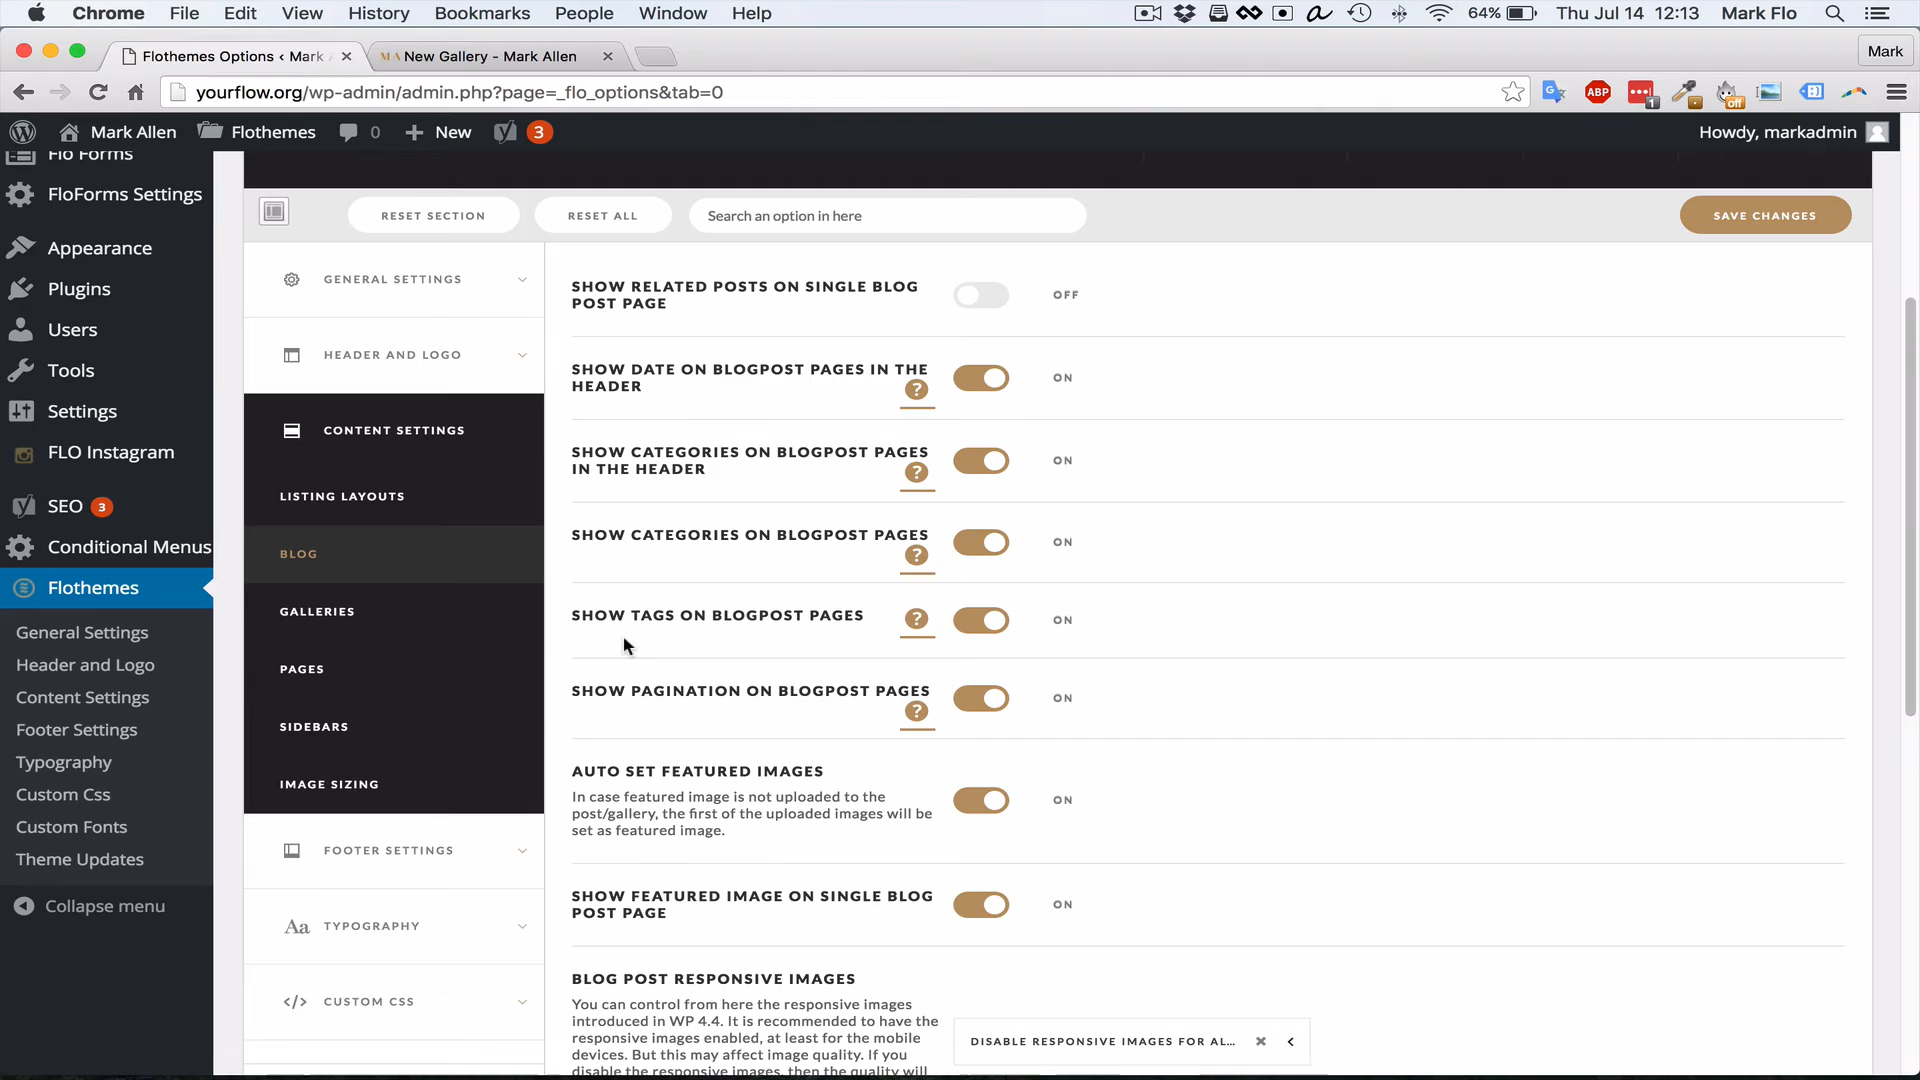 Chrome File Edit View History Bookmarks People Window Help 64% Thu Jul 14 12:13 Mark Flo
Flothemes Options ‹ Mark New Gallery - Mark Allen Mark
yourflow.org/wp-admin/admin.php?page=_flo_options&tab=0
ABP 1 off
Mark Allen Flothemes 0 New 3 Howdy, markadmin
Flo Forms
FloForms Settings
Appearance
Plugins
Users
Tools
Settings
FLO Instagram
SEO 3
Conditional Menus
Flothemes
General Settings
Header and Logo
Content Settings
Footer Settings
Typography
Custom Css
Custom Fonts
Theme Updates
Collapse menu
RESET SECTION RESET ALL Search an option in here SAVE CHANGES
GENERAL SETTINGS
HEADER AND LOGO
CONTENT SETTINGS
LISTING LAYOUTS
BLOG
GALLERIES
PAGES
SIDEBARS
IMAGE SIZING
FOOTER SETTINGS
Aa TYPOGRAPHY
</> CUSTOM CSS
SHOW RELATED POSTS ON SINGLE BLOG
POST PAGE
OFF
SHOW DATE ON BLOGPOST PAGES IN THE
HEADER
?
ON
SHOW CATEGORIES ON BLOGPOST PAGES
IN THE HEADER
?
ON
SHOW CATEGORIES ON BLOGPOST PAGES
?
ON
SHOW TAGS ON BLOGPOST PAGES
?
ON
SHOW PAGINATION ON BLOGPOST PAGES
?
ON
AUTO SET FEATURED IMAGES
In case featured image is not uploaded to the
post/gallery, the first of the uploaded images will be
set as featured image.
ON
SHOW FEATURED IMAGE ON SINGLE BLOG
POST PAGE
ON
BLOG POST RESPONSIVE IMAGES
You can control from here the responsive images
introduced in WP 4.4. It is recommended to have the
responsive images enabled, at least for the mobile
devices. But this may affect image quality. If you
disable the responsive images, then the quality will
DISABLE RESPONSIVE IMAGES FOR AL...